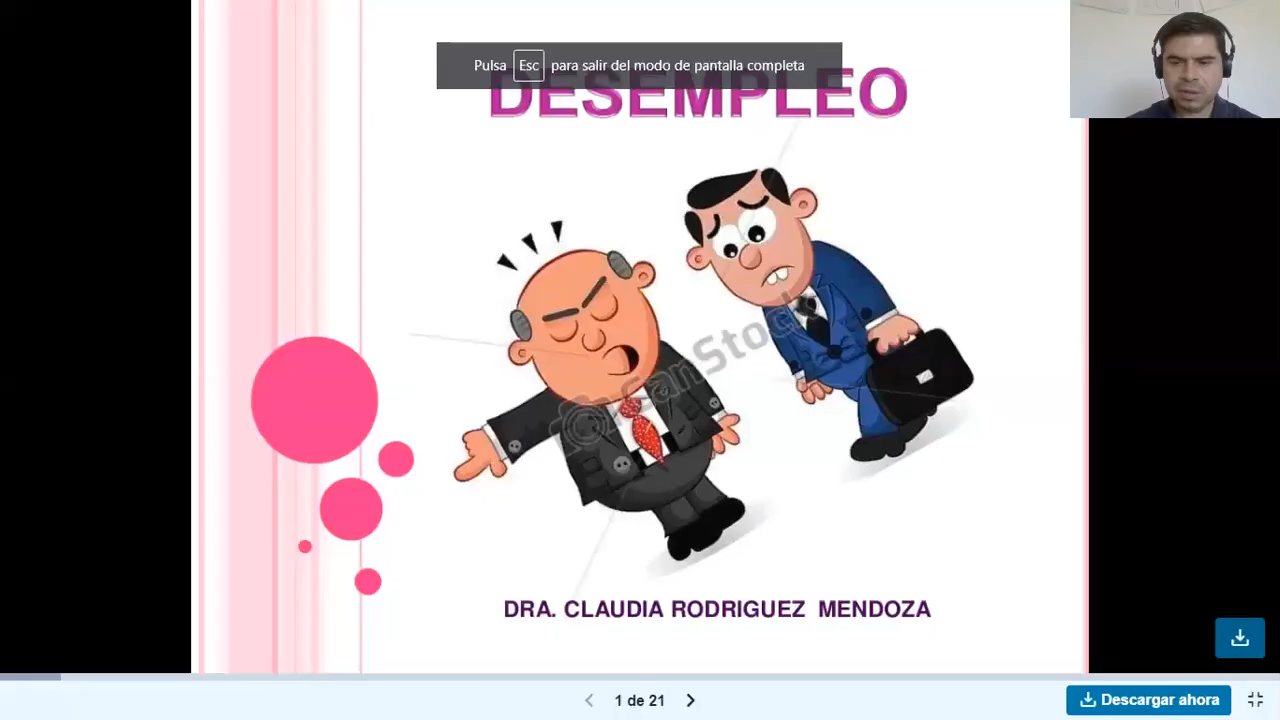 Pulsa Esc para salir del modo de pantalla completa
DESEMPLEO
CanStock
DRA. CLAUDIA RODRIGUEZ MENDOZA
1 de 21
Descargar ahora